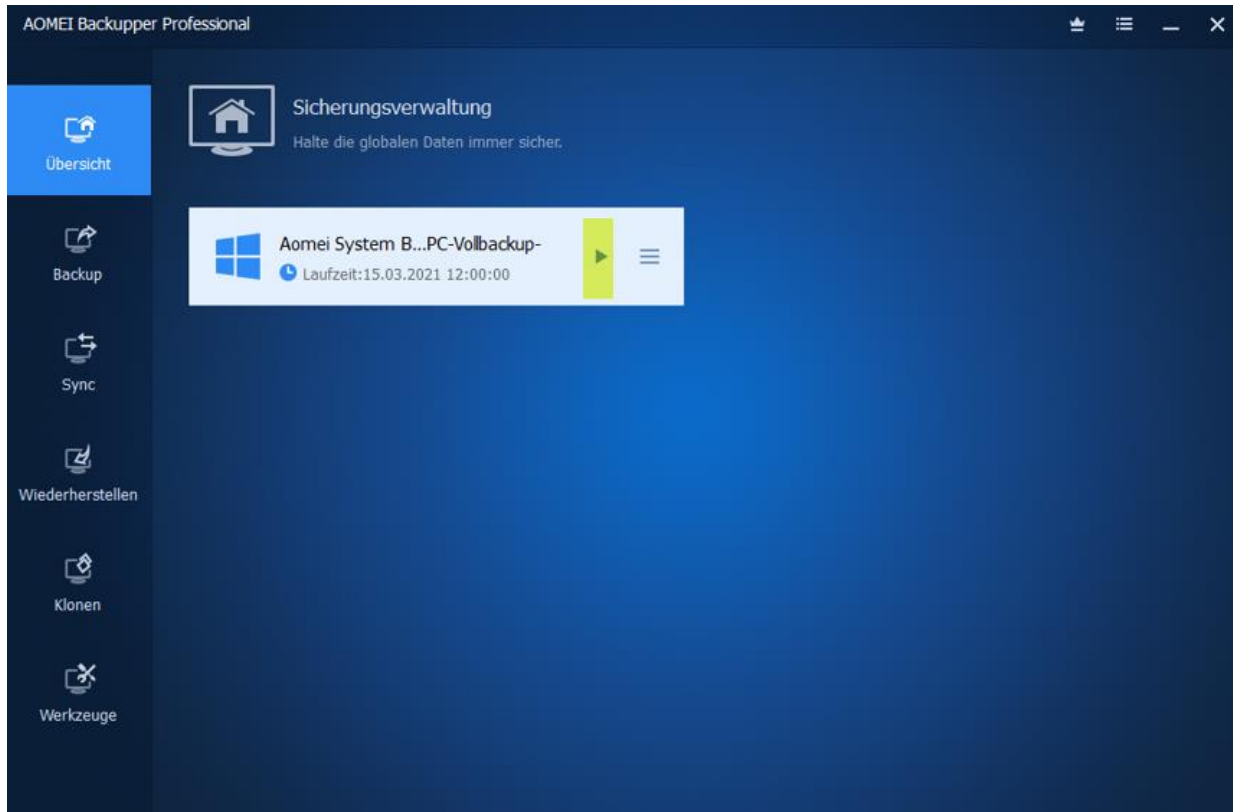 AOMEI Backupper Professional
Übersicht
Backup
Sync
Wiederherstellen
Klonen
Werkzeuge
Sicherungsverwaltung
Halte die globalen Daten immer sicher.
Aomei System B...PC-Vollbackup-
Laufzeit:15.03.2021 12:00:00